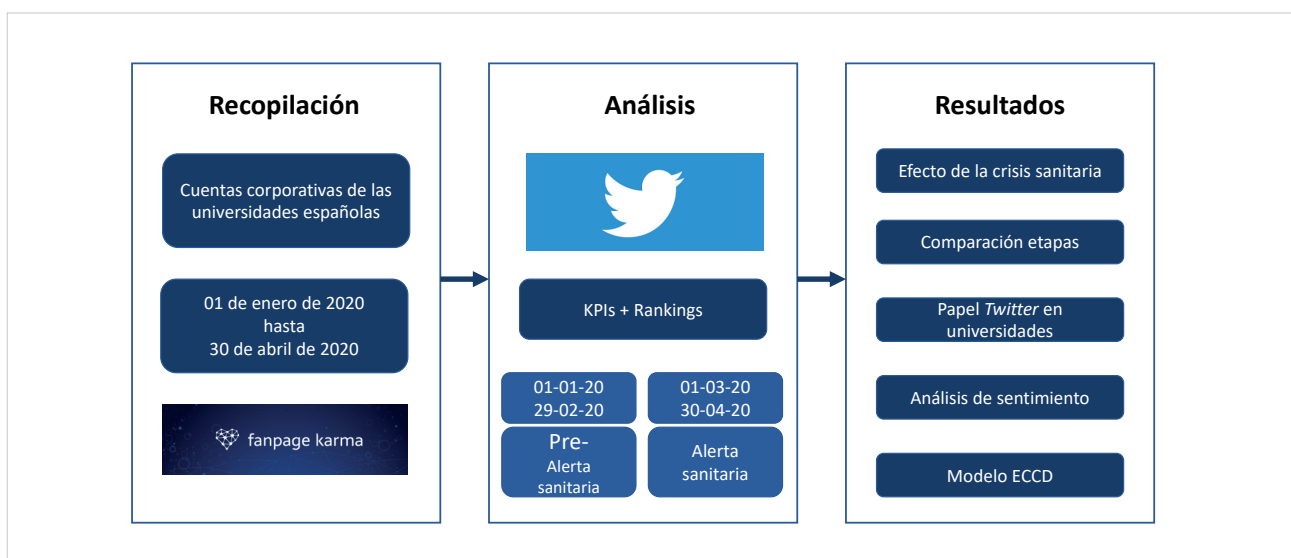 Recopilación
Cuentas corporativas de las
universidades españolas
01 de enero de 2020
hasta
30 de abril de 2020
fanpage karma
Análisis
KPIs + Rankings
01-01-20
29-02-20
Pre-
Alerta
sanitaria
01-03-20
30-04-20
Alerta
sanitaria
Resultados
Efecto de la crisis sanitaria
Comparación etapas
Papel Twitter en
universidades
Análisis de sentimiento
Modelo ECCD